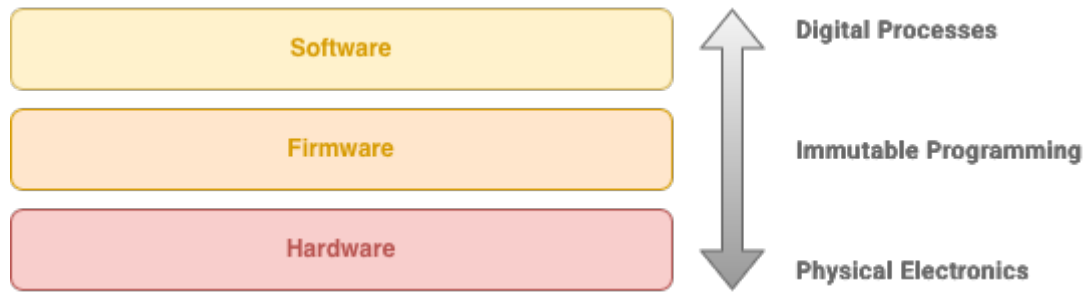 Software
Digital Processes
Firmware
Immutable Programming
Hardware
Physical Electronics